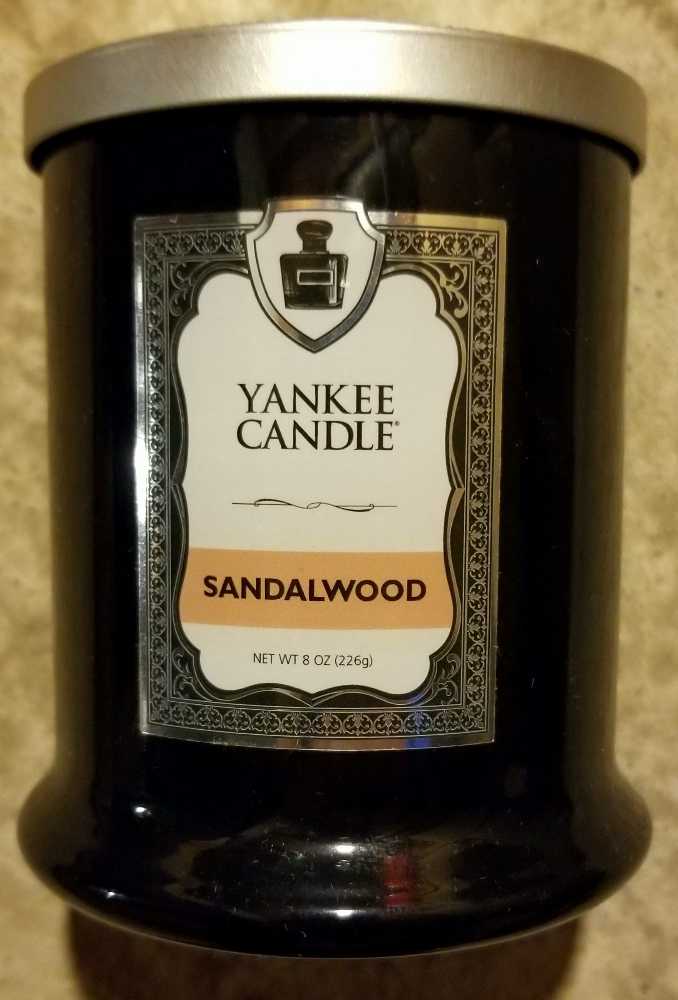 YANKEE
CANDLE®
SANDALWOOD
NET WT 8 OZ (226g)